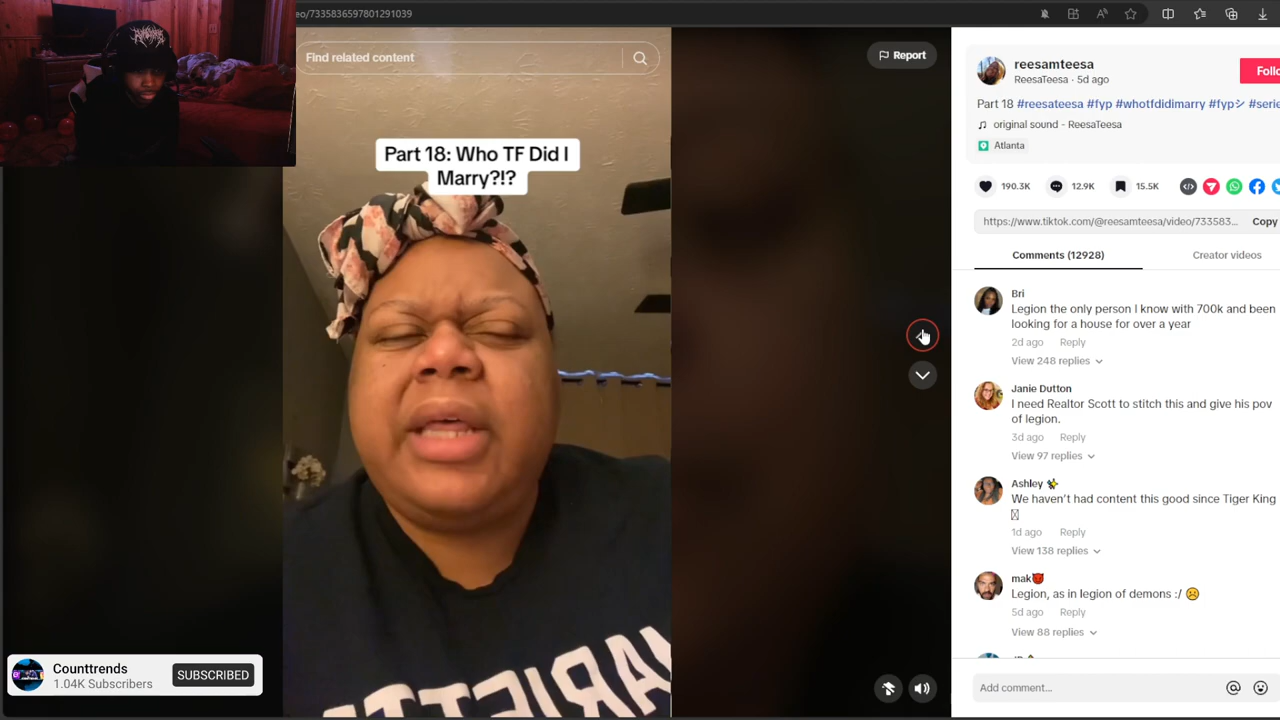 eo/7335836597801291039
Find related content
Report
Part 18: Who TF Did I
Marry?!?
reesamteesa
ReesaTeesa · 5d ago
Follo
Part 18 #reesateesa #fyp #whotfdidimarry #fypシ #serie
original sound - ReesaTeesa
Atlanta
190.3K
12.9K
15.5K
https://www.tiktok.com/@reesamteesa/video/733583...
Copy
Comments (12928)
Creator videos
Bri
Legion the only person I know with 700k and been
looking for a house for over a year
2d ago Reply
View 248 replies
Janie Dutton
I need Realtor Scott to stitch this and give his pov
of legion.
3d ago Reply
View 97 replies
Ashley ✨
We haven't had content this good since Tiger King
1d ago Reply
View 138 replies
mak😈
Legion, as in legion of demons :/ ☹️
5d ago Reply
View 88 replies
Add comment...
Counttrends
1.04K Subscribers
SUBSCRIBED